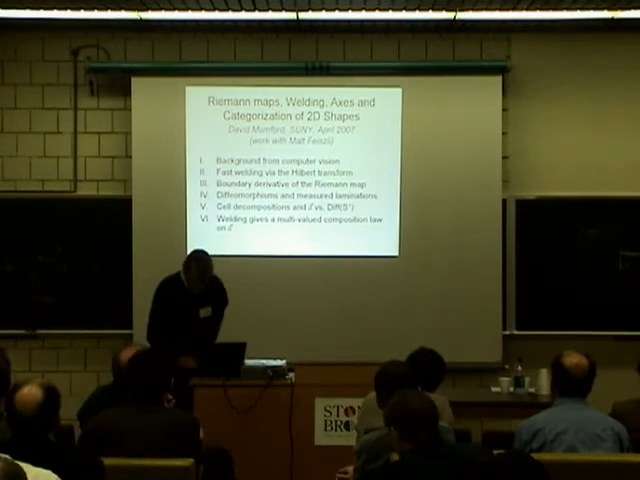 Riemann maps, Welding, Axes and
Categorization of 2D Shapes
David Mumford, SUNY, April 2007
(work with Matt Feiszli)
I. Background from computer vision
II. Fast welding via the Hilbert transform
III. Boundary derivative of the Riemann map
IV. Diffeomorphisms and measured laminations
V. Cell decompositions and 𝒮 vs. Diff(S¹)
VI. Welding gives a multi-valued composition law
on 𝒮
STO
BRO